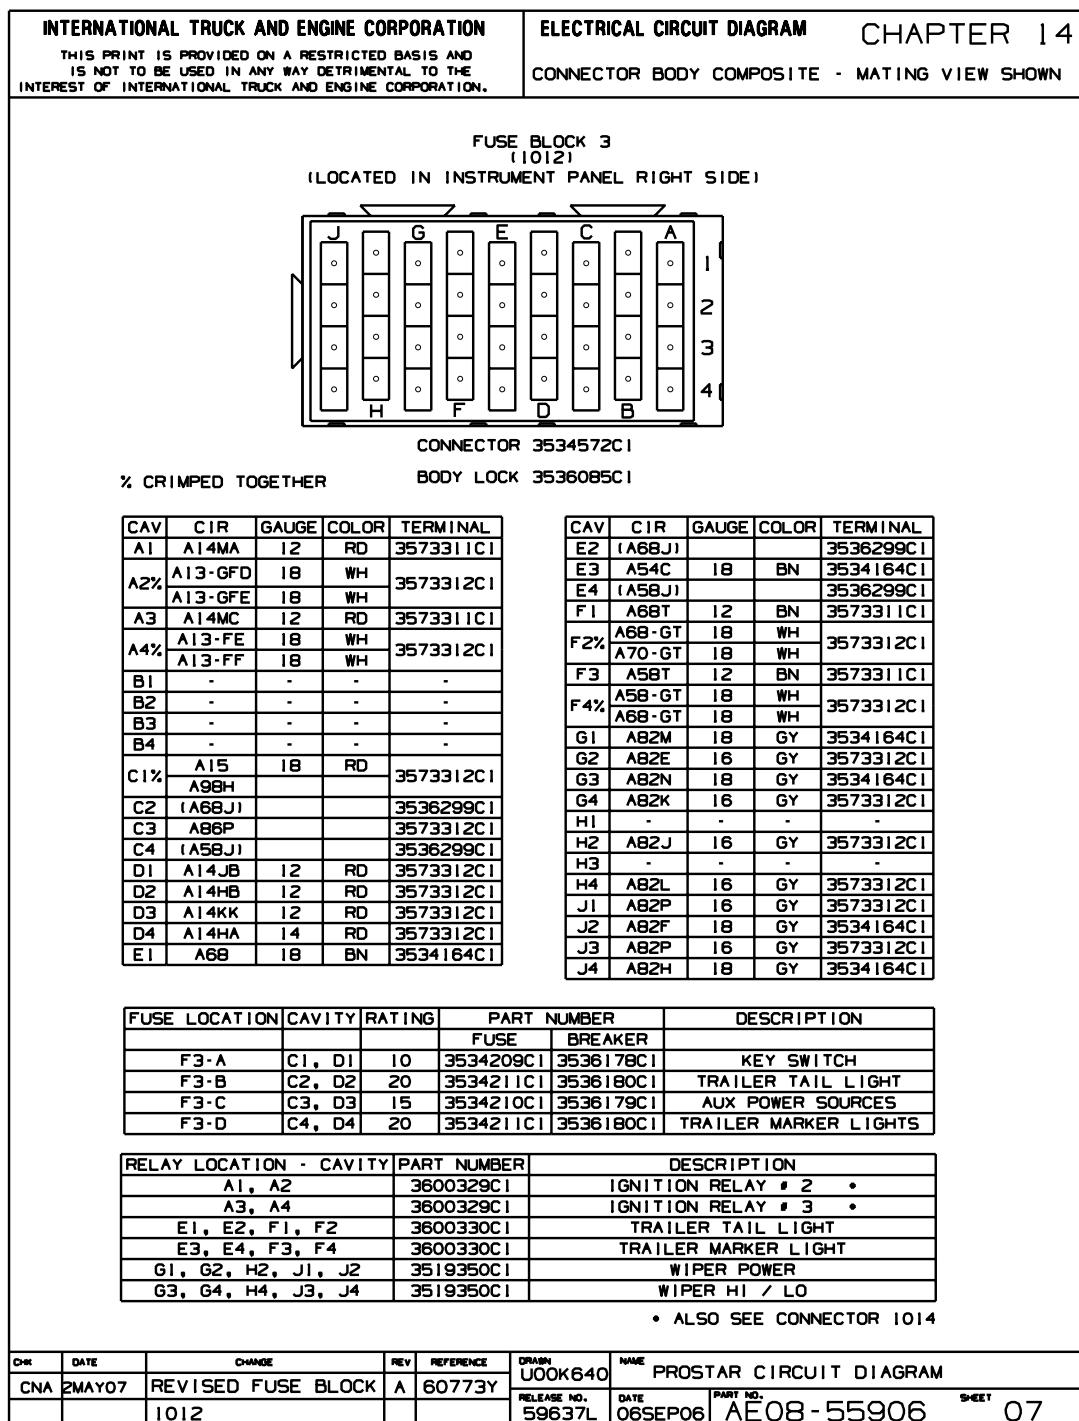 INTERNATIONAL TRUCK AND ENGINE CORPORATION
THIS PRINT IS PROVIDED ON A RESTRICTED BASIS AND
IS NOT TO BE USED IN ANY WAY DETRIMENTAL TO THE
INTEREST OF INTERNATIONAL TRUCK AND ENGINE CORPORATION.
ELECTRICAL CIRCUIT DIAGRAM CHAPTER 14
CONNECTOR BODY COMPOSITE - MATING VIEW SHOWN
FUSE BLOCK 3
(1012)
(LOCATED IN INSTRUMENT PANEL RIGHT SIDE)
J G E C A
1
2
3
4
H F D B
CONNECTOR 3534572C1
BODY LOCK 3536085C1
% CRIMPED TOGETHER
CAV CIR GAUGE COLOR TERMINAL
A1 A14MA 12 RD 3573311C1
A2% A13-GFD 18 WH 3573312C1
A13-GFE 18 WH
A3 A14MC 12 RD 3573311C1
A4% A13-FE 18 WH 3573312C1
A13-FF 18 WH
B1 - - - -
B2 - - - -
B3 - - - -
B4 - - - -
C1% A15 18 RD 3573312C1
A98H
C2 (A68J) 3536299C1
C3 A86P 3573312C1
C4 (A58J) 3536299C1
D1 A14JB 12 RD 3573312C1
D2 A14HB 12 RD 3573312C1
D3 A14KK 12 RD 3573312C1
D4 A14HA 14 RD 3573312C1
E1 A68 18 BN 3534164C1
CAV CIR GAUGE COLOR TERMINAL
E2 (A68J) 3536299C1
E3 A54C 18 BN 3534164C1
E4 (A58J) 3536299C1
F1 A68T 12 BN 3573311C1
F2% A68-GT 18 WH 3573312C1
A70-GT 18 WH
F3 A58T 12 BN 3573311C1
F4% A58-GT 18 WH 3573312C1
A68-GT 18 WH
G1 A82M 18 GY 3534164C1
G2 A82E 16 GY 3573312C1
G3 A82N 18 GY 3534164C1
G4 A82K 16 GY 3573312C1
H1 - - - -
H2 A82J 16 GY 3573312C1
H3 - - - -
H4 A82L 16 GY 3573312C1
J1 A82P 16 GY 3573312C1
J2 A82F 18 GY 3534164C1
J3 A82P 16 GY 3573312C1
J4 A82H 18 GY 3534164C1
FUSE LOCATION CAVITY RATING PART NUMBER DESCRIPTION
FUSE BREAKER
F3-A C1, D1 10 3534209C1 3536178C1 KEY SWITCH
F3-B C2, D2 20 3534211C1 3536180C1 TRAILER TAIL LIGHT
F3-C C3, D3 15 3534210C1 3536179C1 AUX POWER SOURCES
F3-D C4, D4 20 3534211C1 3536180C1 TRAILER MARKER LIGHTS
RELAY LOCATION - CAVITY PART NUMBER DESCRIPTION
A1, A2 3600329C1 IGNITION RELAY # 2 *
A3, A4 3600329C1 IGNITION RELAY # 3 *
E1, E2, F1, F2 3600330C1 TRAILER TAIL LIGHT
E3, E4, F3, F4 3600330C1 TRAILER MARKER LIGHT
G1, G2, H2, J1, J2 3519350C1 WIPER POWER
G3, G4, H4, J3, J4 3519350C1 WIPER HI / LO
* ALSO SEE CONNECTOR 1014
CHK DATE CHANGE REV REFERENCE DRAWN NAME
CNA 2MAY07 REVISED FUSE BLOCK A 60773Y U00K640 PROSTAR CIRCUIT DIAGRAM
1012
RELEASE NO. DATE PART NO. SHEET
59637L 06SEP06 AE08-55906 07